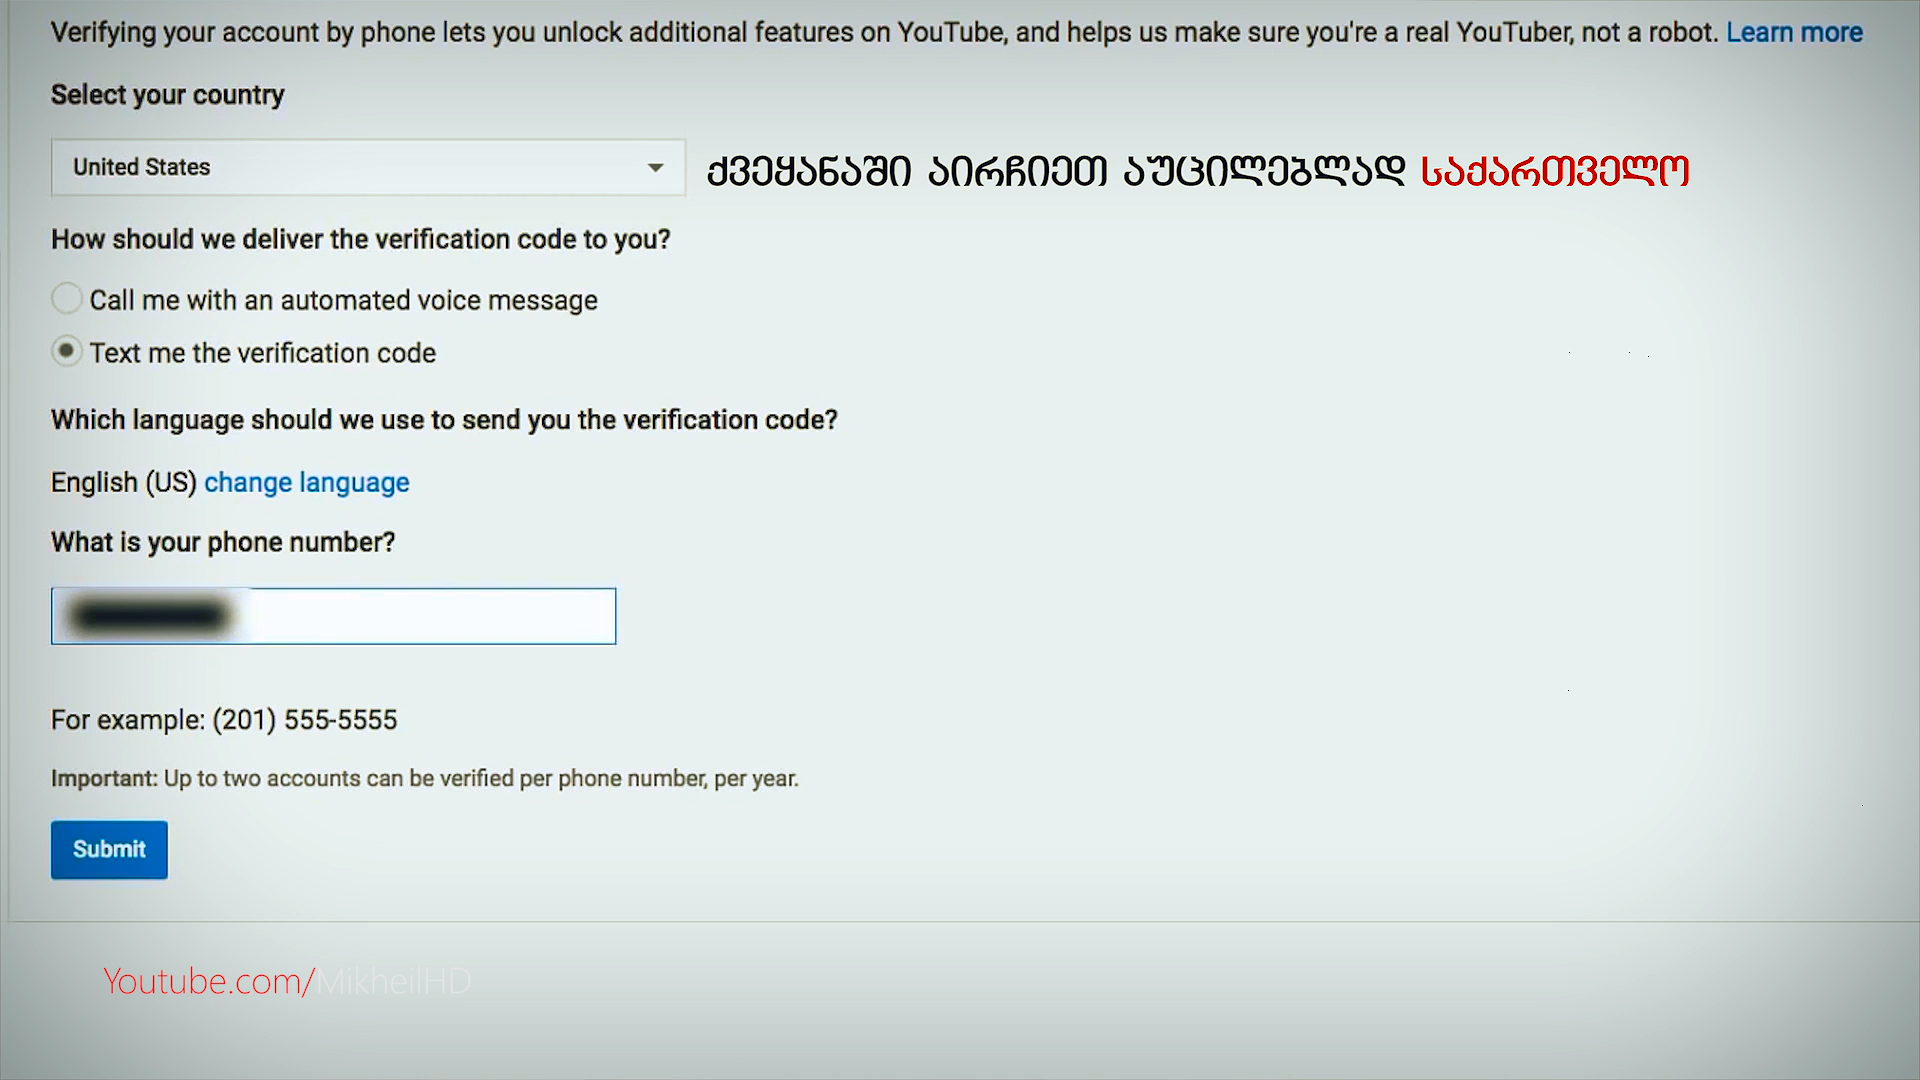 Verifying your account by phone lets you unlock additional features on YouTube, and helps us make sure you're a real YouTuber, not a robot. Learn more
Select your country
United States
ქვეყანაში აირჩიეთ აუცილებლად საქართველო
How should we deliver the verification code to you?
Call me with an automated voice message
Text me the verification code
Which language should we use to send you the verification code?
English (US) change language
What is your phone number?
For example: (201) 555-5555
Important: Up to two accounts can be verified per phone number, per year.
Submit
Youtube.com/MikheilHD